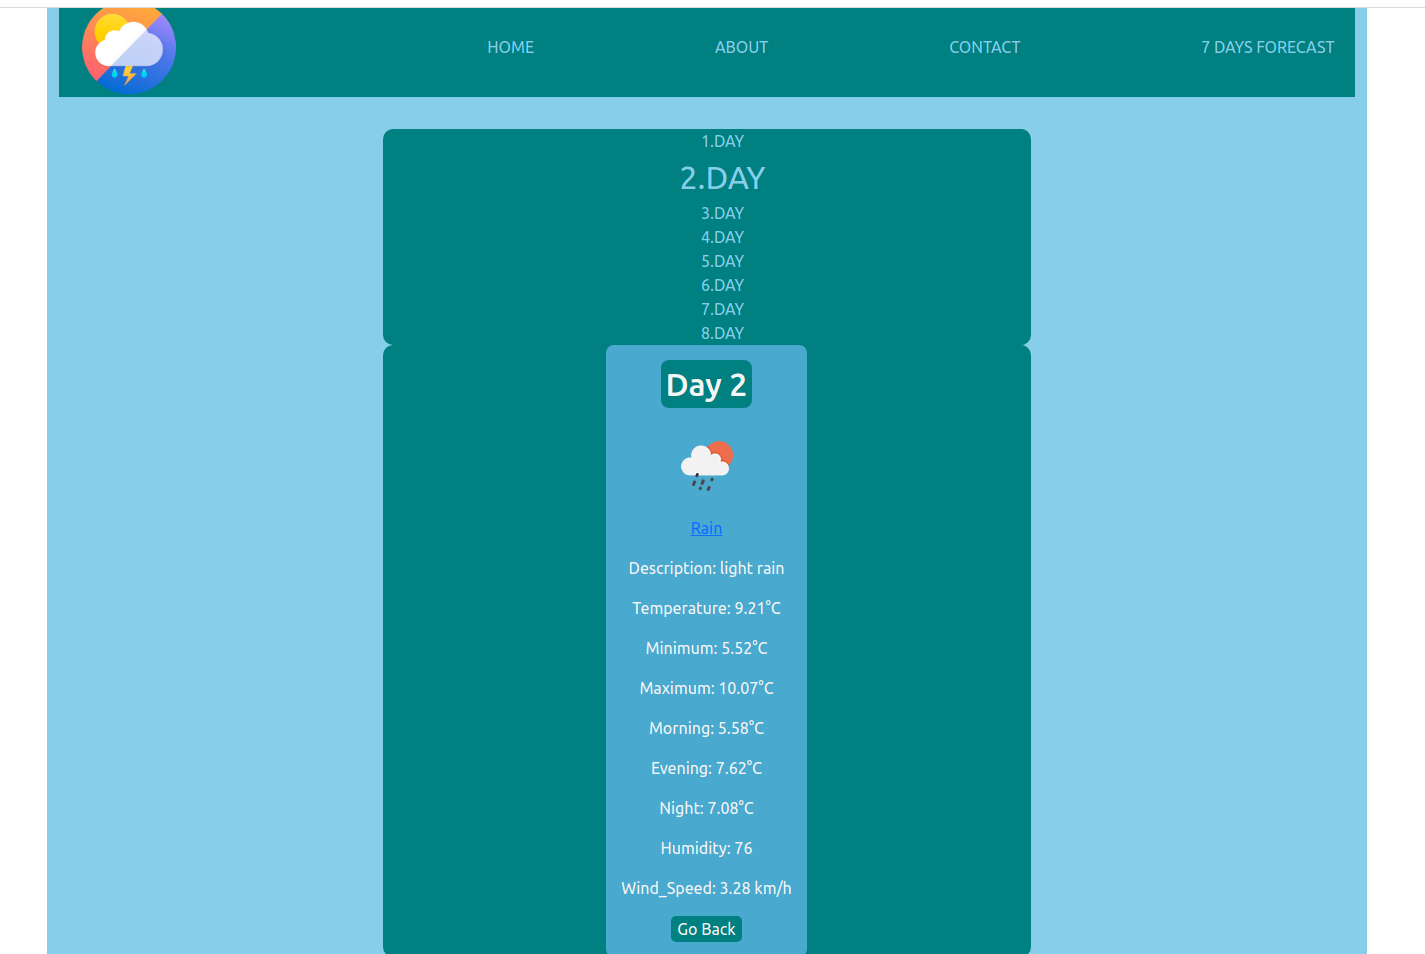 HOME ABOUT CONTACT 7 DAYS FORECAST
1.DAY
2.DAY
3.DAY
4.DAY
5.DAY
6.DAY
7.DAY
8.DAY
Day 2
Rain
Description: light rain
Temperature: 9.21°C
Minimum: 5.52°C
Maximum: 10.07°C
Morning: 5.58°C
Evening: 7.62°C
Night: 7.08°C
Humidity: 76
Wind_Speed: 3.28 km/h
Go Back